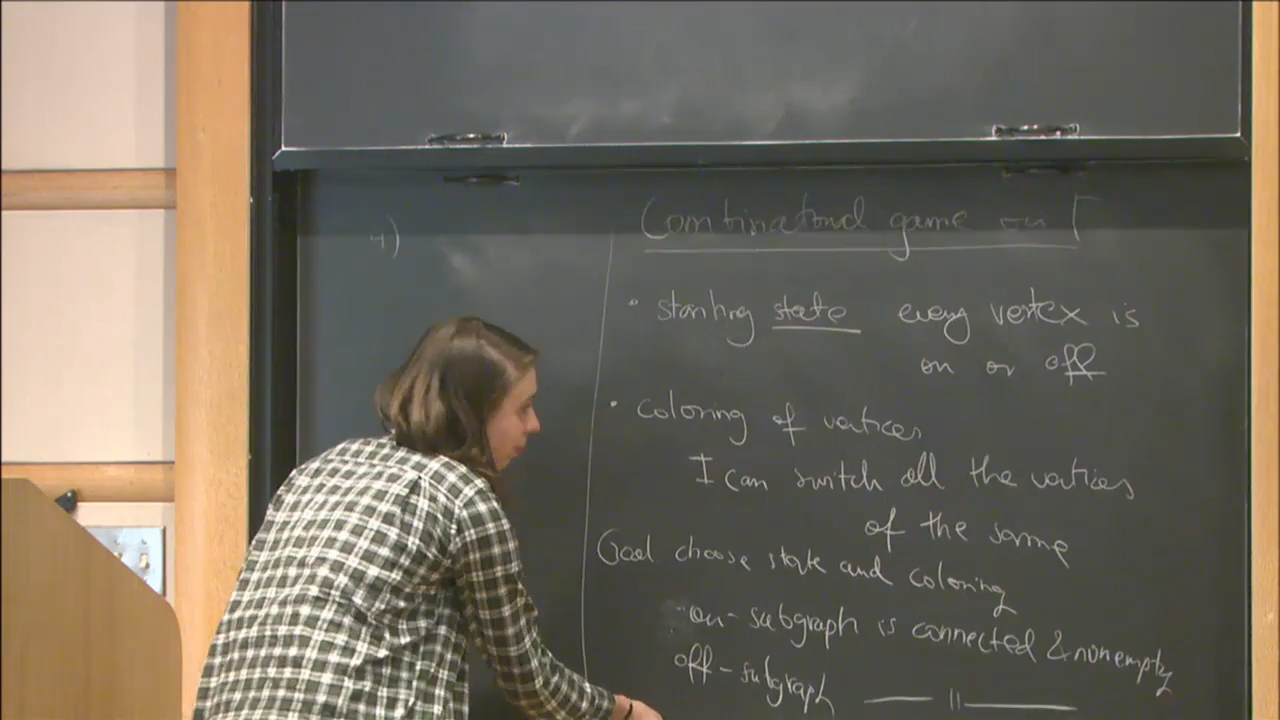 4)
Combinatorial game on Γ
• starting state every vertex is
on or off
• coloring of vertices
I can switch all the vertices
of the same
Goal choose state and coloring
on-subgraph is connected & nonempty
off-subgraph — 11 —